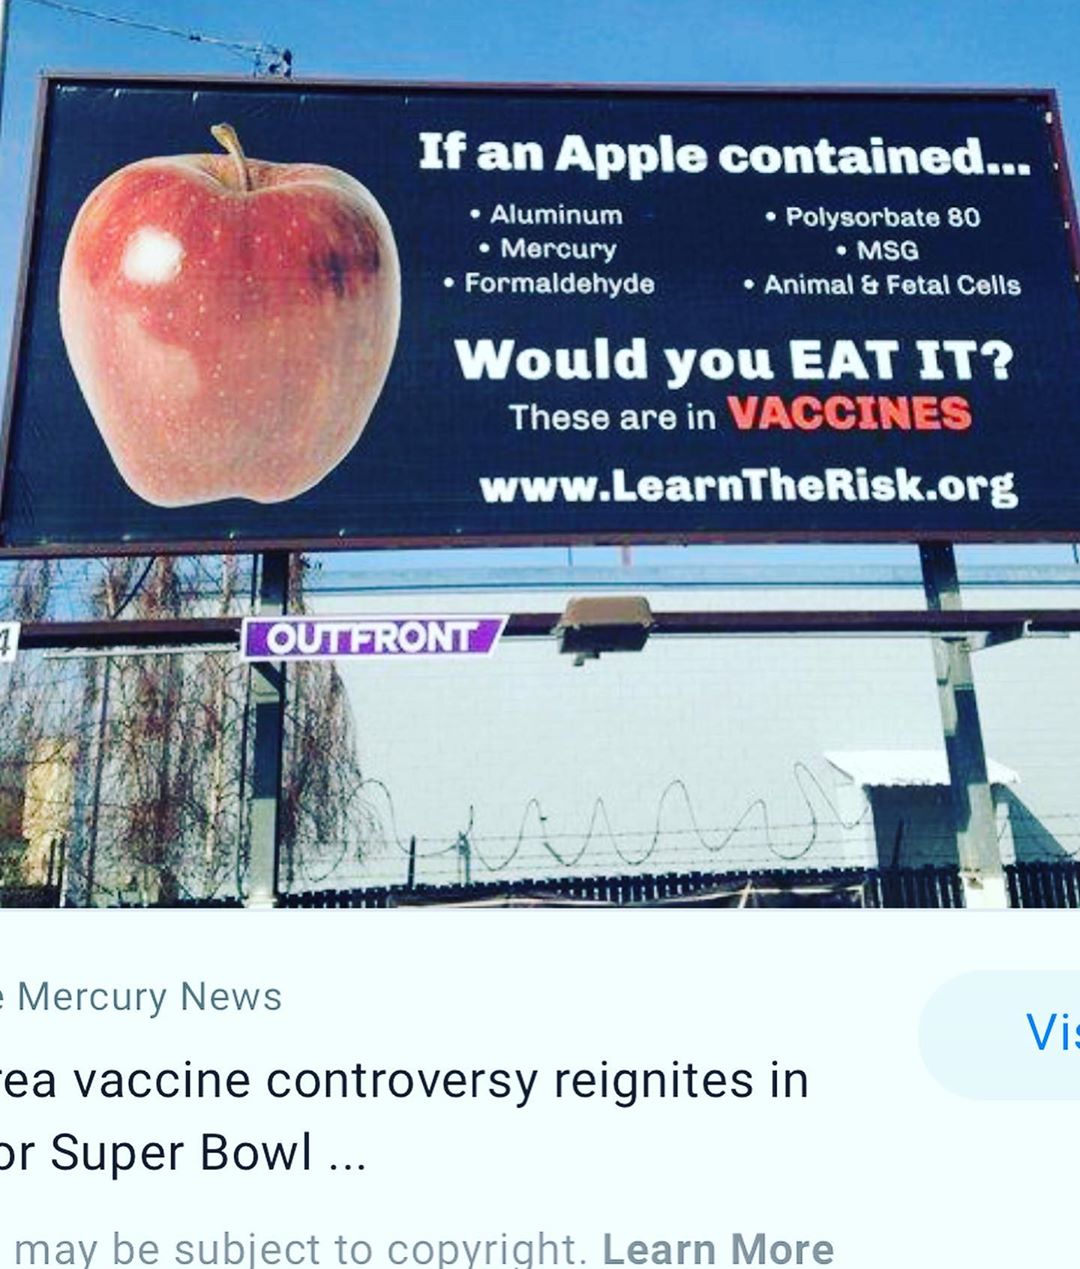 If an Apple contained...
• Aluminum
• Mercury
• Formaldehyde
• Polysorbate 80
• MSG
• Animal & Fetal Cells
Would you EAT IT?
These are in VACCINES
www.LearnTheRisk.org
4
OUTFRONT
Mercury News
vaccine controversy reignites in
Super Bowl ...
may be subject to copyright. Learn More